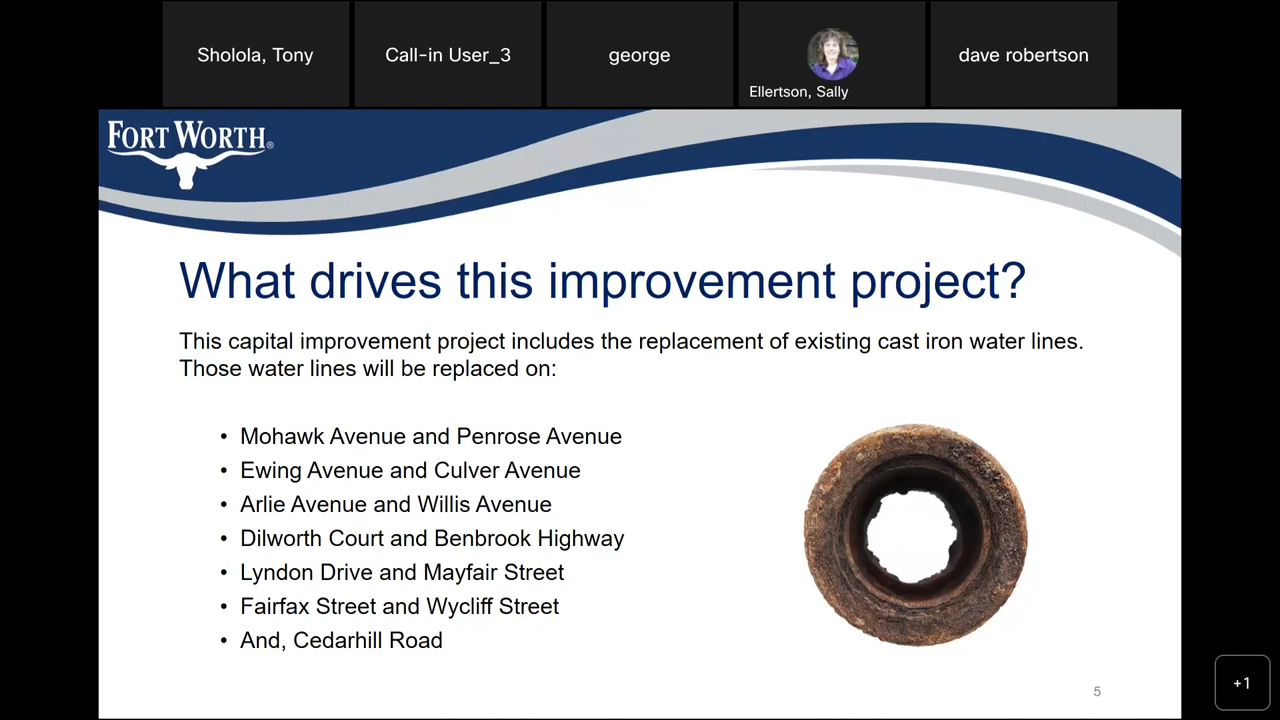 Sholola, Tony
Call-in User_3
george
Ellertson, Sally
dave robertson
FORT WORTH®
What drives this improvement project?
This capital improvement project includes the replacement of existing cast iron water lines.
Those water lines will be replaced on:
• Mohawk Avenue and Penrose Avenue
• Ewing Avenue and Culver Avenue
• Arlie Avenue and Willis Avenue
• Dilworth Court and Benbrook Highway
• Lyndon Drive and Mayfair Street
• Fairfax Street and Wycliff Street
• And, Cedarhill Road
5
+1